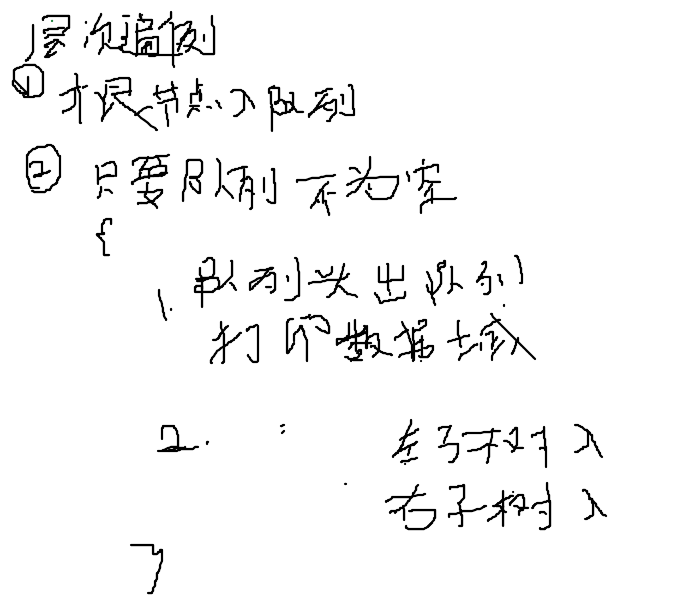 层次遍例
① 根节点入队列
② 只要队列不为空
{
1. 队列头出队列
打印数据域
2. : 左子树入
右子树入
}